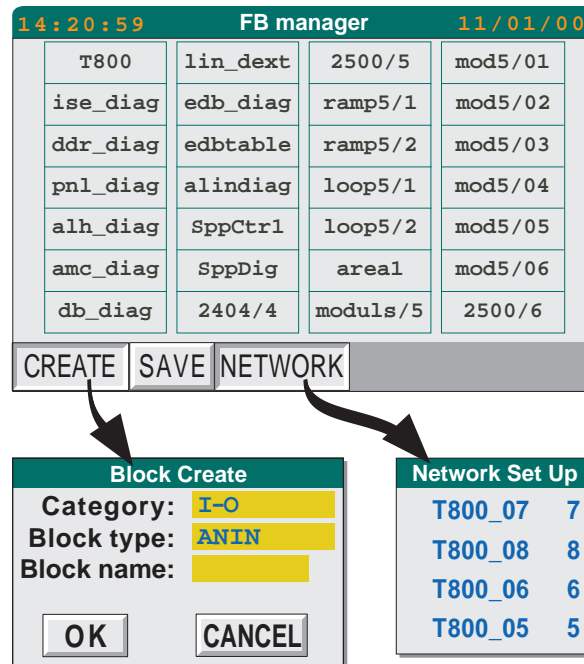 14:20:59 FB manager 11/01/00
T800 lin_dext 2500/5 mod5/01
ise_diag edb_diag ramp5/1 mod5/02
ddr_diag edbtable ramp5/2 mod5/03
pnl_diag alindiag loop5/1 mod5/04
alh_diag SppCtr1 loop5/2 mod5/05
amc_diag SppDig area1 mod5/06
db_diag 2404/4 moduls/5 2500/6
CREATE SAVE NETWORK
Block Create
Category: I-O
Block type: ANIN
Block name:
OK CANCEL
Network Set Up
T800_07 7
T800_08 8
T800_06 6
T800_05 5